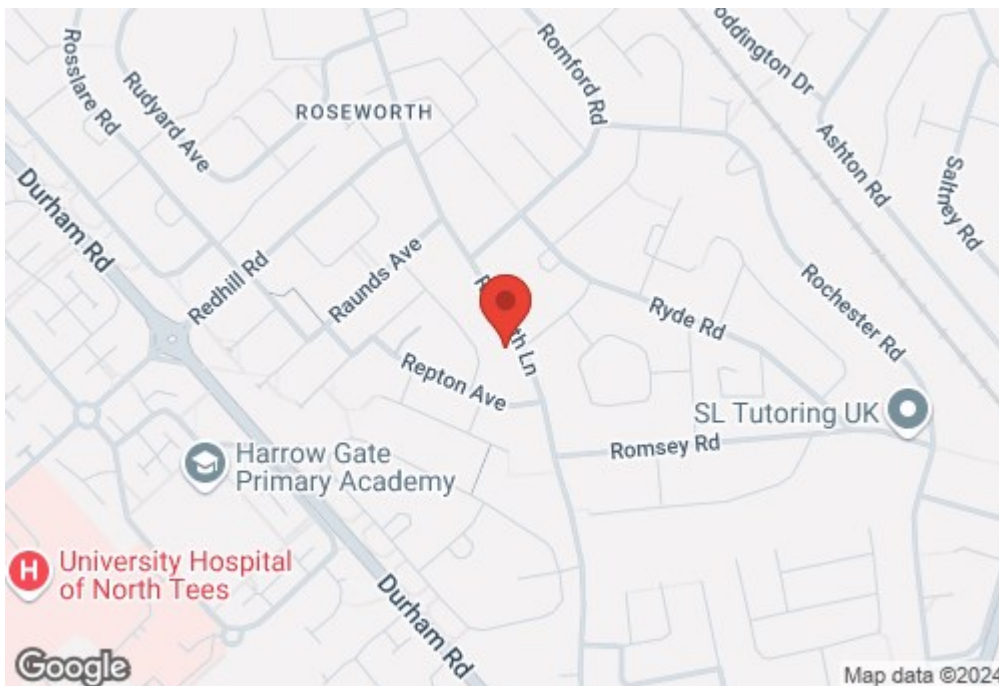 Rosslare Rd
Rudyard Ave
ROSEWORTH
Romford Rd
Ashton Rd
Saltney Rd
Durham Rd
Redhill Rd
Raunds Ave
Ln
Ryde Rd
Rochester Rd
Repton Ave
SL Tutoring UK
Romsey Rd
Harrow Gate
Primary Academy
H
University Hospital
of North Tees
Durham Rd
Google
Map data ©2024